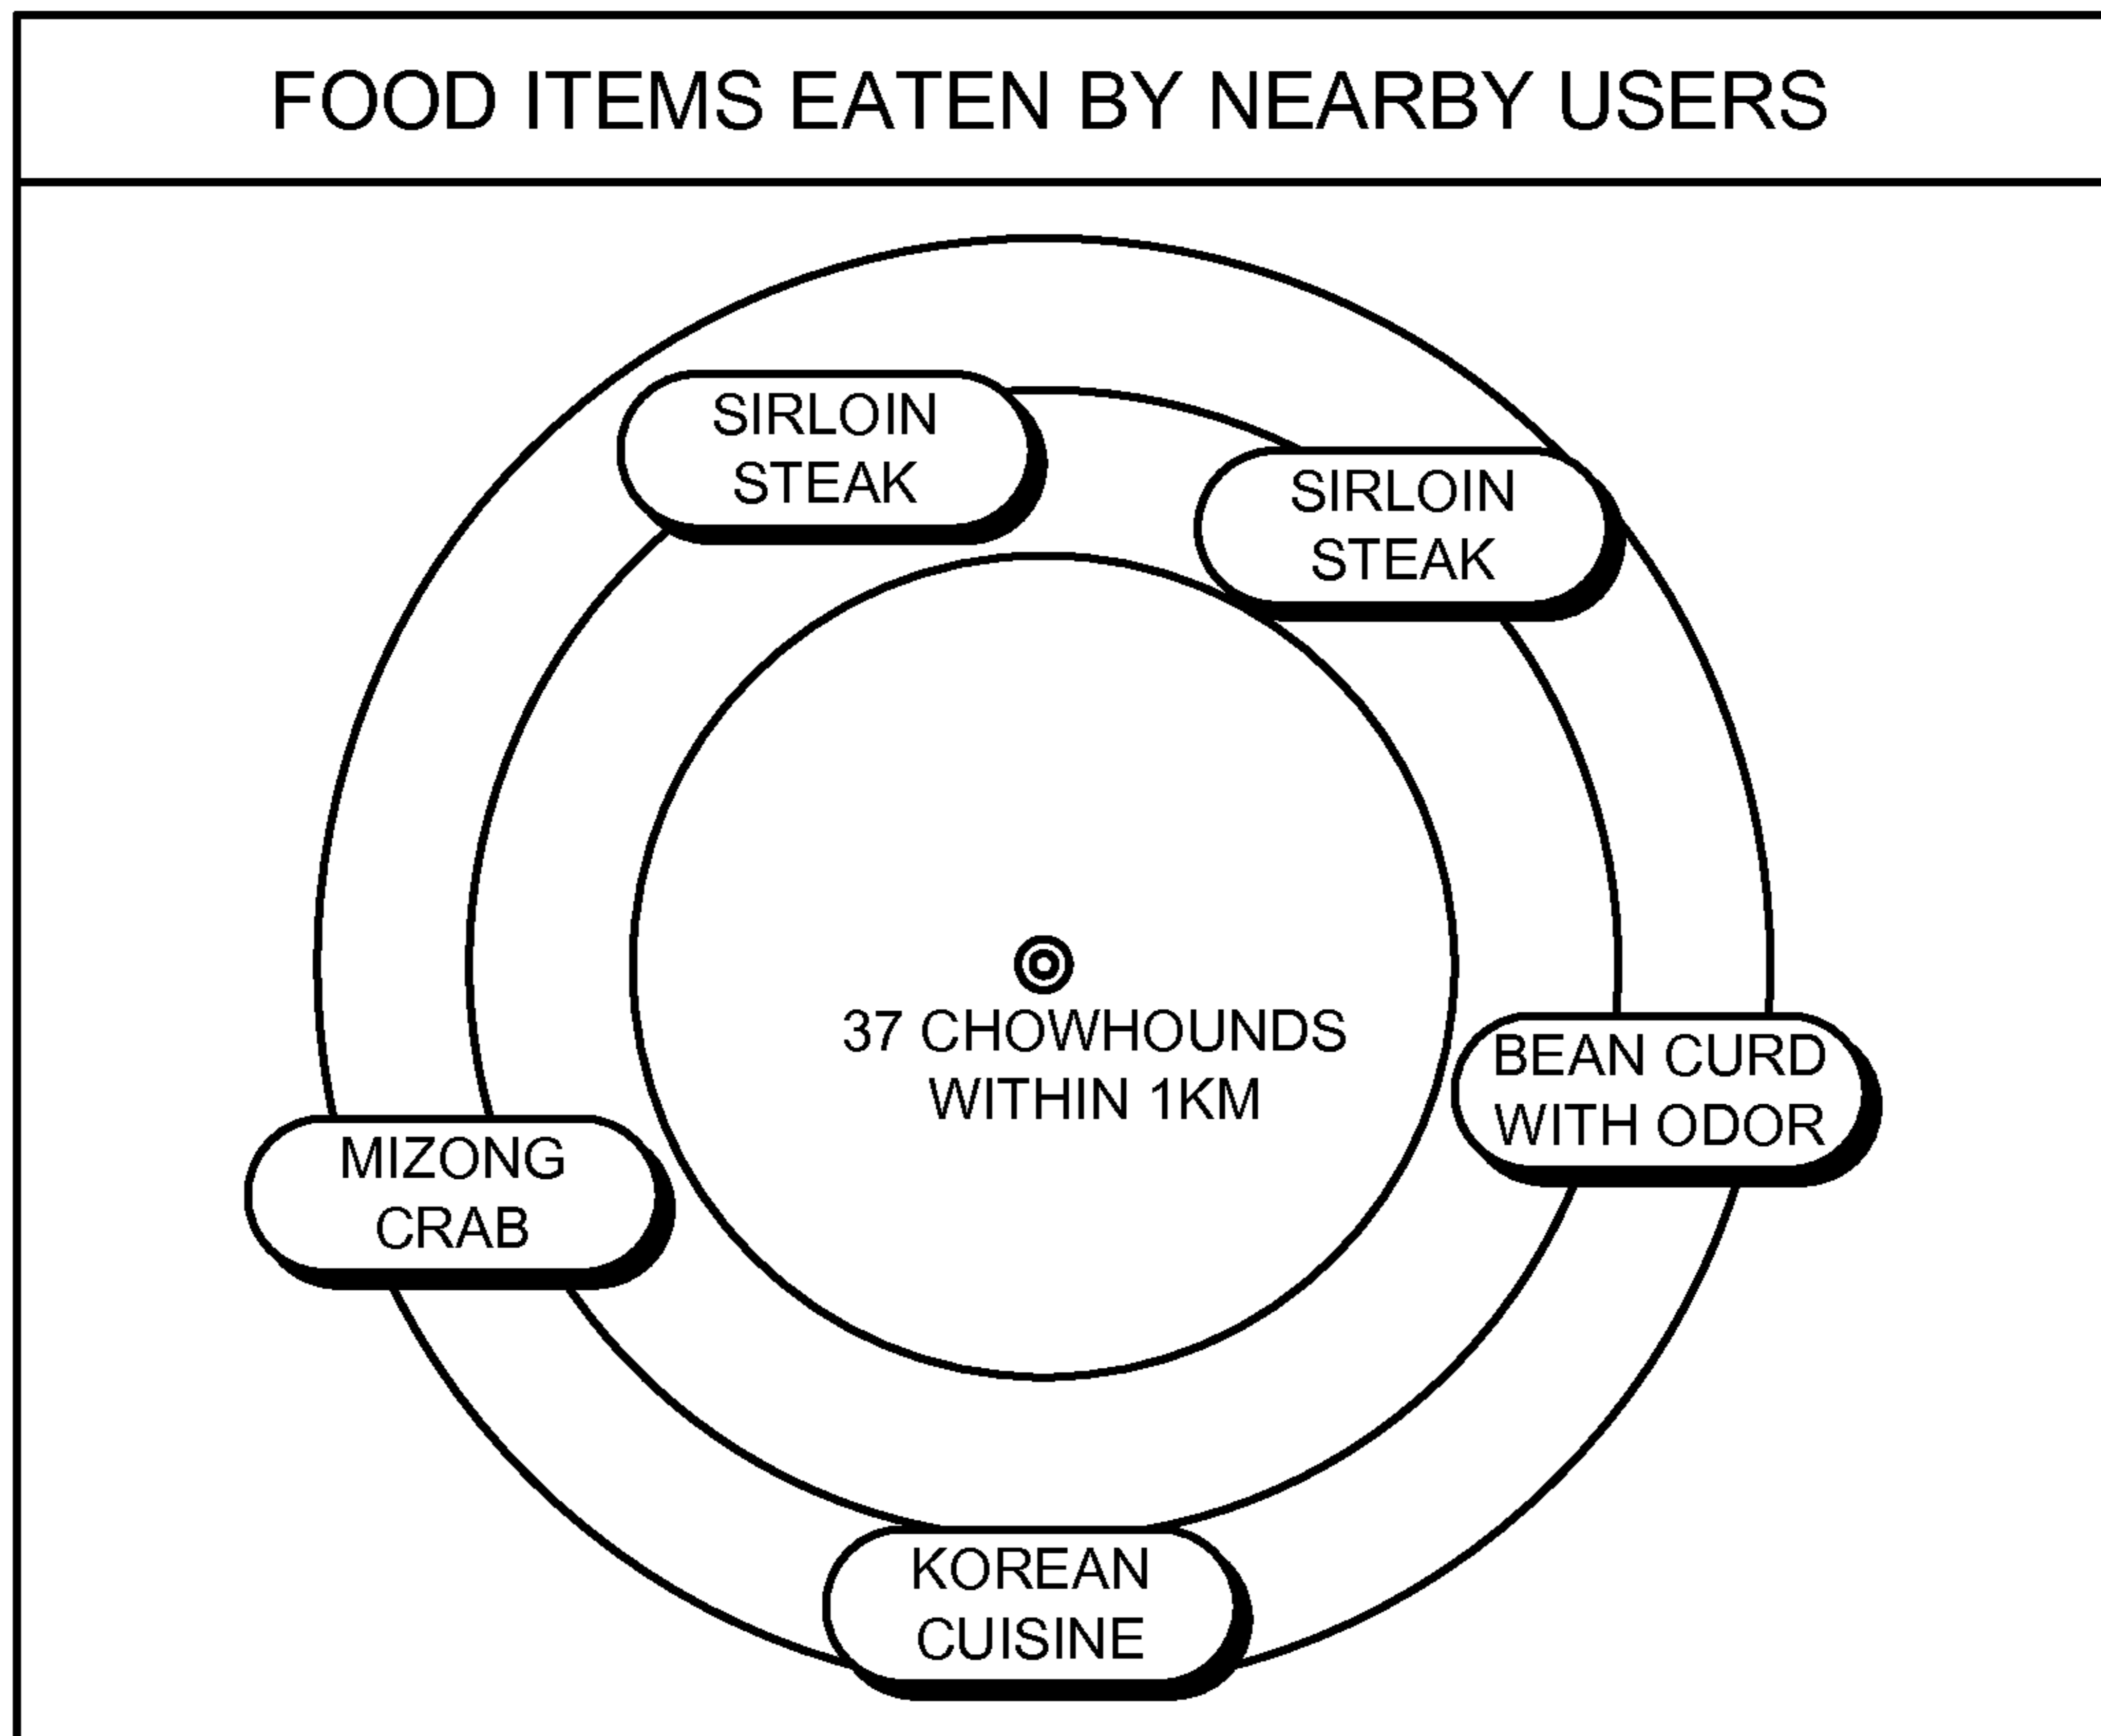 FOOD ITEMS EATEN BY NEARBY USERS
SIRLOIN
STEAK
SIRLOIN
STEAK
37 CHOWHOUNDS
WITHIN 1KM
BEAN CURD
WITH ODOR
MIZONG
CRAB
KOREAN
CUISINE